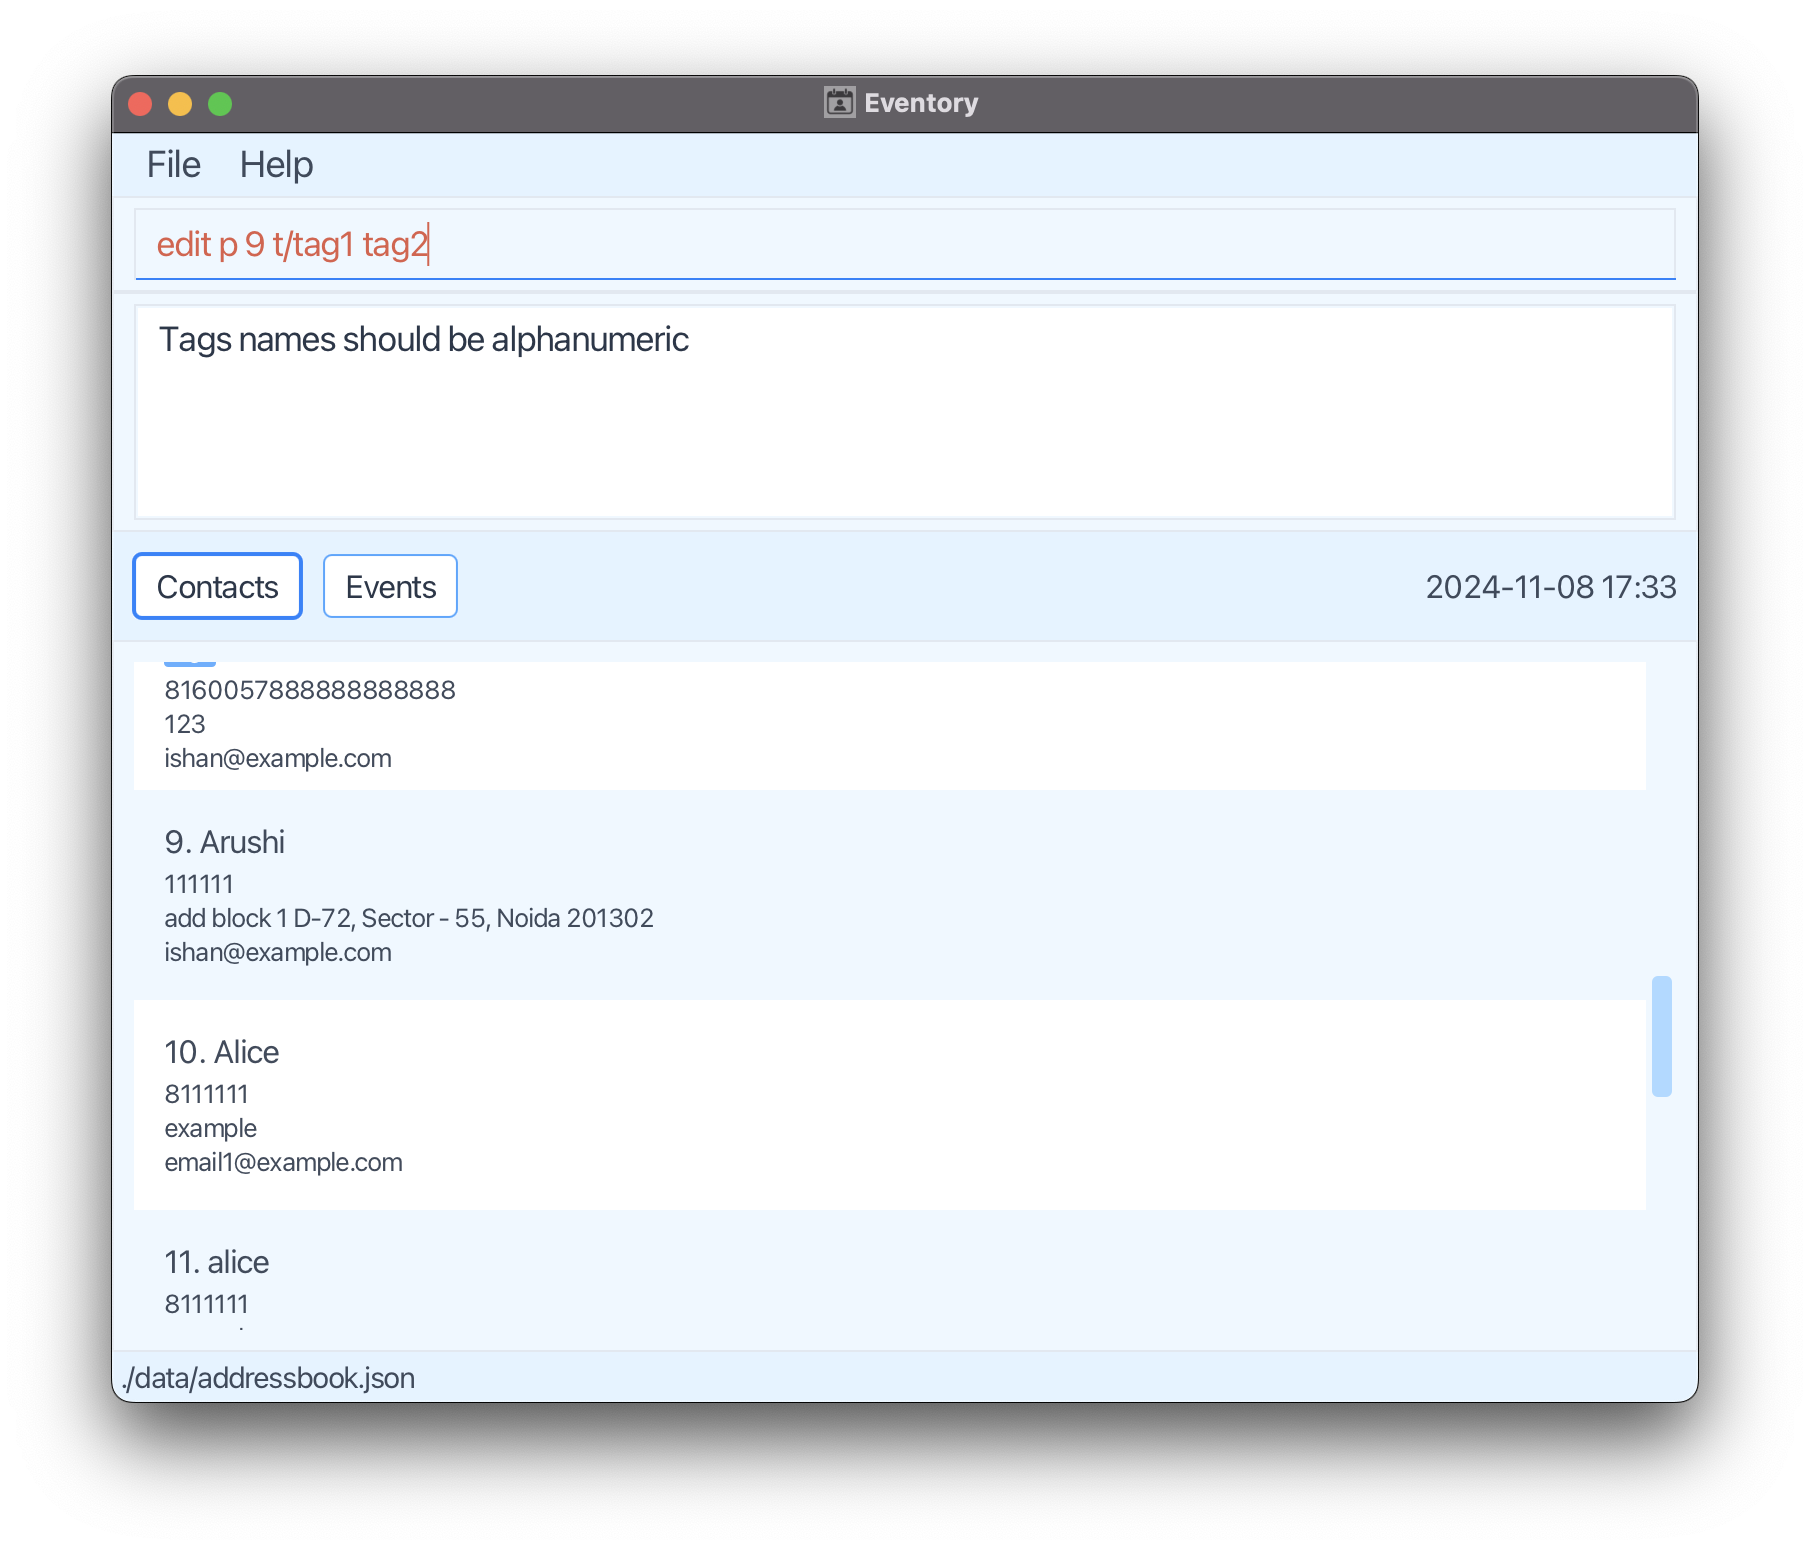 Eventory
File Help
edit p 9 t/tag1 tag2
Tags names should be alphanumeric
Contacts Events 2024-11-08 17:33
8160057888888888888
123
ishan@example.com
9. Arushi
111111
add block 1 D-72, Sector - 55, Noida 201302
ishan@example.com
10. Alice
8111111
example
email1@example.com
11. alice
8111111
./data/addressbook.json